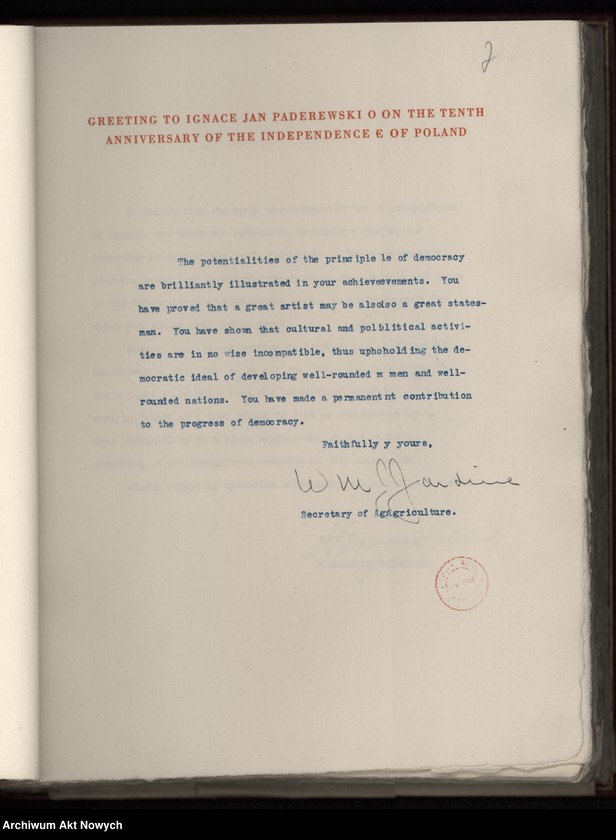 2
GREETING TO IGNACE JAN PADEREWSKI O ON THE TENTH
ANNIVERSARY OF THE INDEPENDENCE E OF POLAND
The potentialities of the principle le of democracy
are brilliantly illustrated in your achievevements. You
have proved that a great artist may be alsolso a great states-
man. You have shown that cultural and poliblitical activi-
ties are in no wise incompatible, thus uphoholding the de-
mocratic ideal of developing well-rounded m men and well-
rounded nations. You have made a permanentnt contribution
to the progress of democracy.
Faithfully y yours,
Wm Jardine
Secretary of AgAgriculture.
Archiwum Akt Nowych